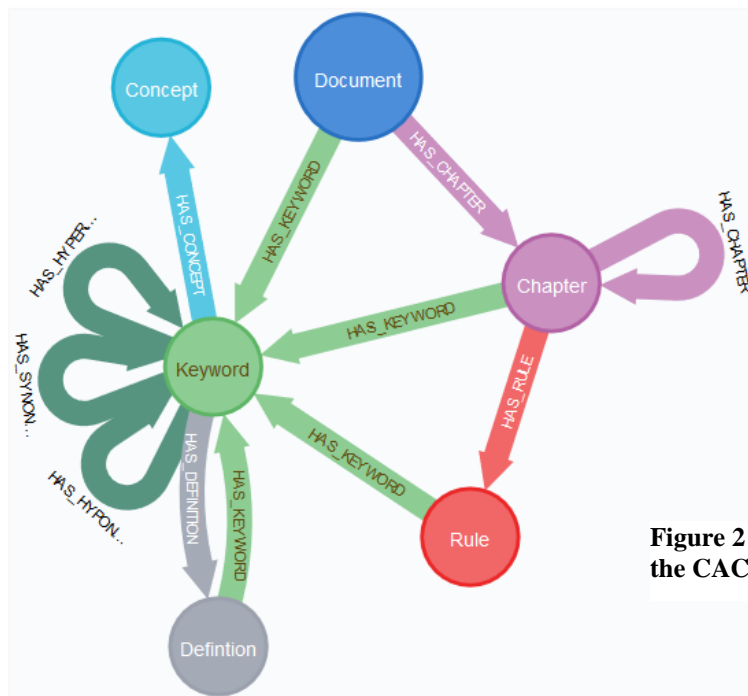 Concept
Document
HAS_CHAPTER
HAS_KEYWORD
HAS_CONCEPT
HAS_CHAPTER
HAS_HYPER...
Chapter
HAS_KEYWORD
HAS_SYNON...
Keyword
HAS_RULE
HAS_KEYWORD
HAS_HYPON...
HAS_DEFINITION
HAS_KEYWORD
Rule
Figure 2
the CAC
Defintion